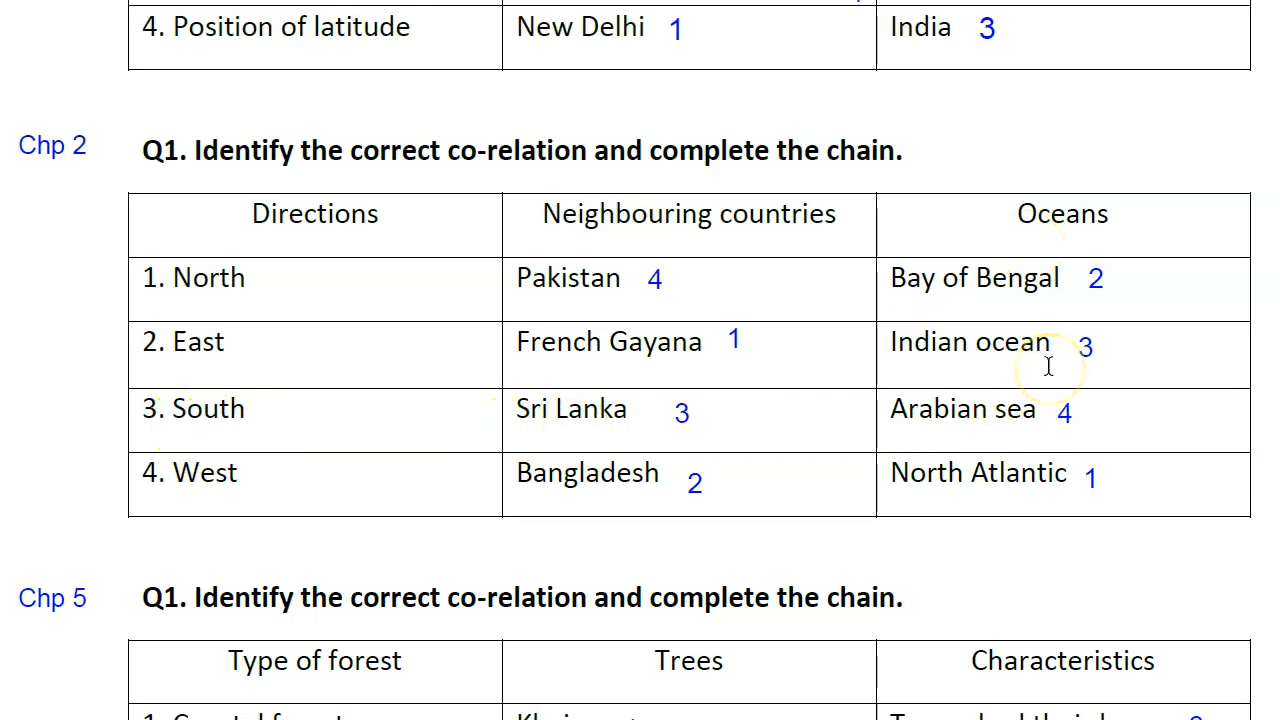 4. Position of latitude New Delhi 1 India 3
Chp 2 Q1. Identify the correct co-relation and complete the chain.
Directions Neighbouring countries Oceans
1. North Pakistan 4 Bay of Bengal 2
2. East French Gayana 1 Indian ocean 3
3. South Sri Lanka 3 Arabian sea 4
4. West Bangladesh 2 North Atlantic 1
Chp 5 Q1. Identify the correct co-relation and complete the chain.
Type of forest Trees Characteristics